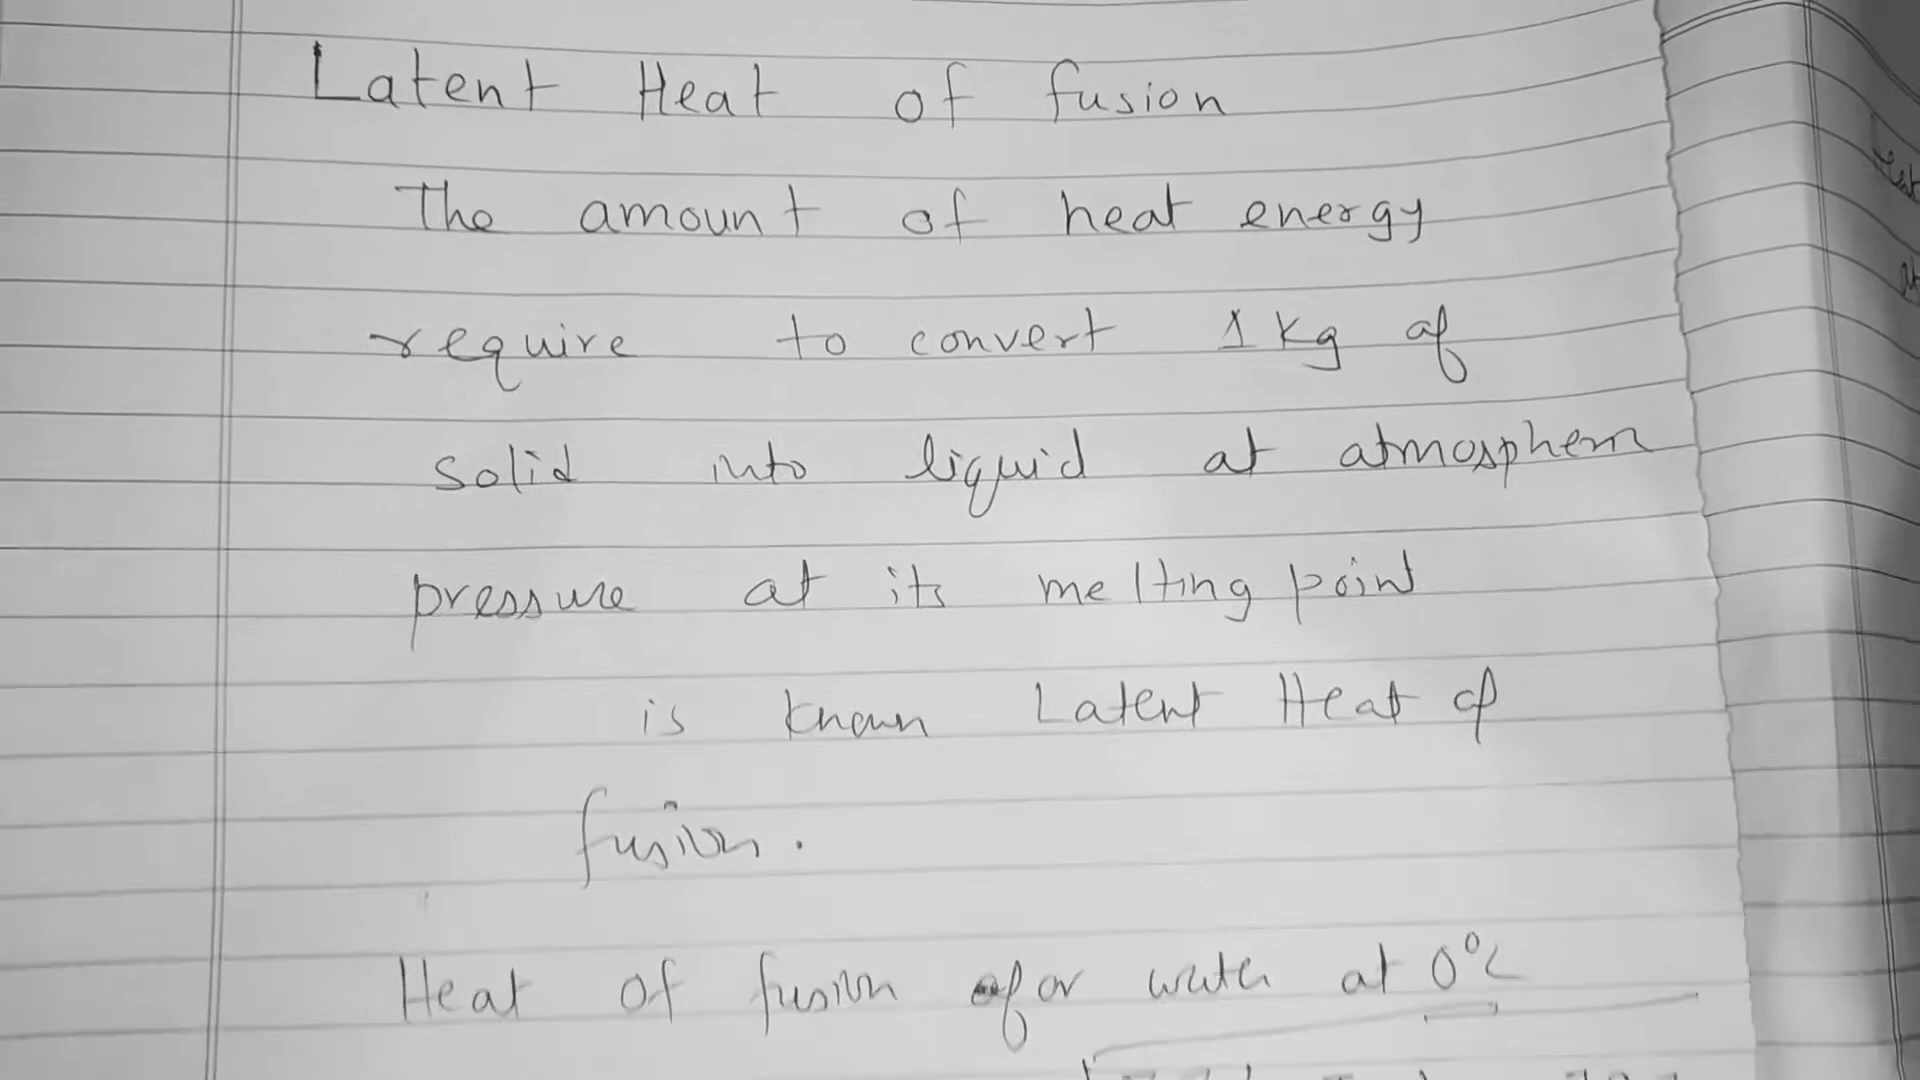 Latent Heat of fusion
The amount of heat energy
require to convert 1 kg of
solid into liquid at atmosphem
pressure at its melting point
is known Latent Heat of
fusion.
Heat of fusion for water at 0°C